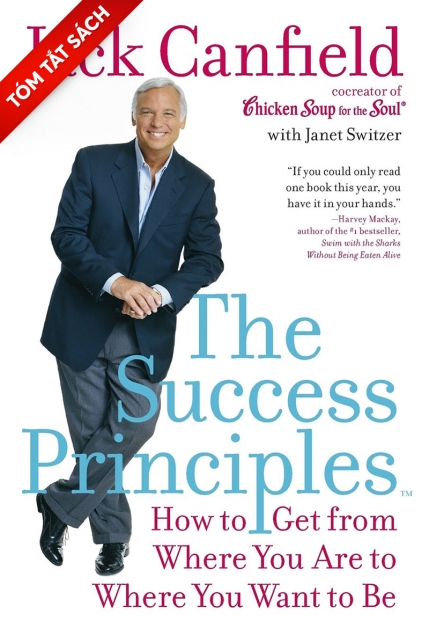 TÓM TẮT SÁCH
Jack Canfield
cocreator of
Chicken Soup for the Soul®
with Janet Switzer
“If you could only read
one book this year, you
have it in your hands.”
—Harvey Mackay,
author of the #1 bestseller,
Swim with the Sharks
Without Being Eaten Alive
The
Success
Principles™
How to Get from
Where You Are to
Where You Want to Be